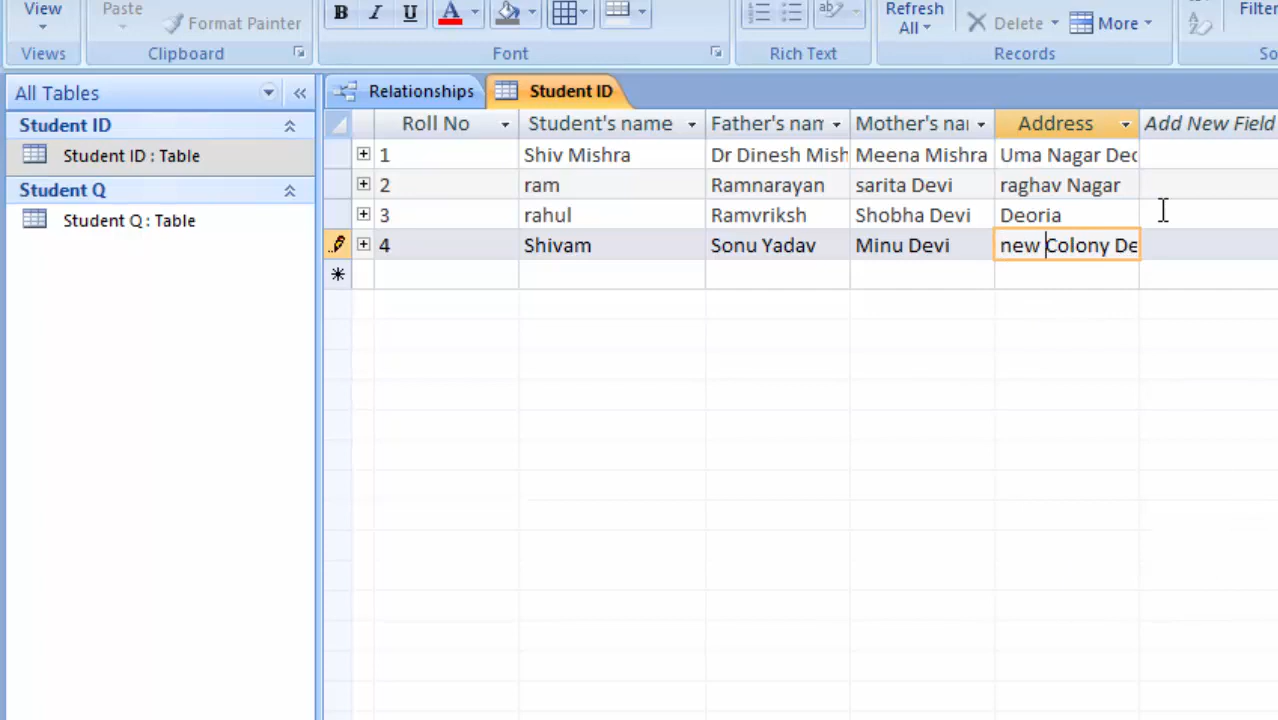 View Paste Format Painter B I U A Refresh All Delete More Filter
Views Clipboard Font Rich Text Records So
All Tables Relationships Student ID
Student ID Roll No Student's name Father's nam Mother's nai Address Add New Field
Student ID : Table 1 Shiv Mishra Dr Dinesh Mish Meena Mishra Uma Nagar Dec
Student Q 2 ram Ramnarayan sarita Devi raghav Nagar
Student Q : Table 3 rahul Ramvriksh Shobha Devi Deoria
4 Shivam Sonu Yadav Minu Devi new Colony De